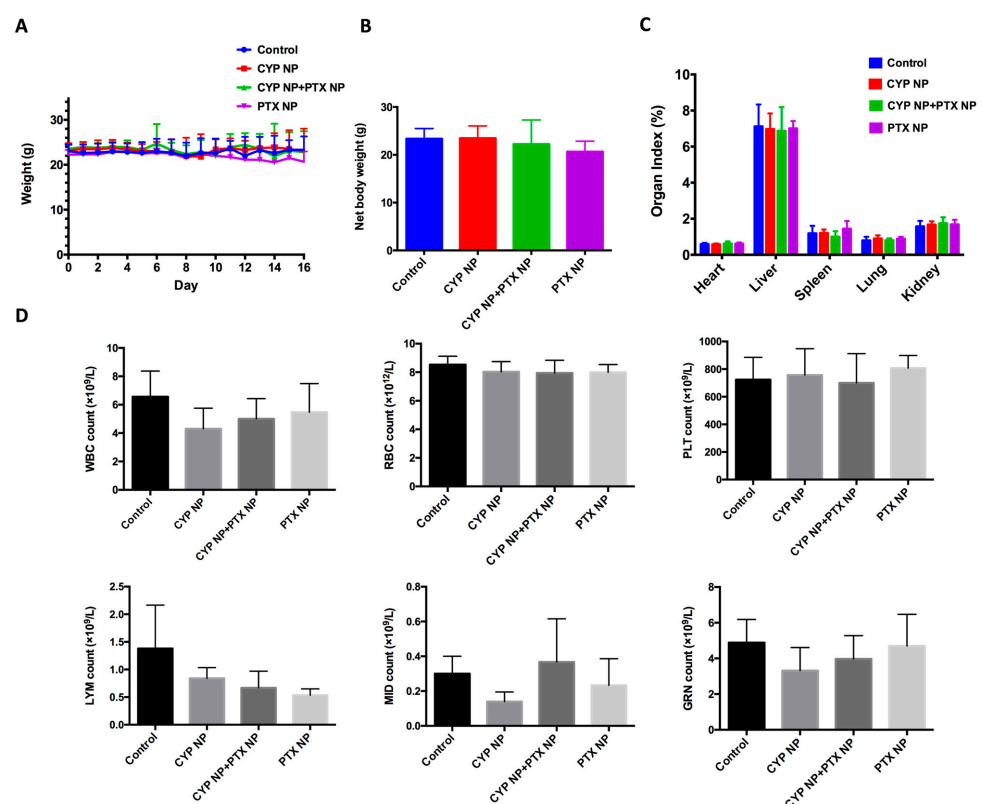 A
Control
CYP NP
CYP NP+PTX NP
PTX NP
Weight (g)
30
20
10
0
0 2 4 6 8 10 12 14 16
Day
B
Net body weight (g)
30
20
10
0
Control
CYP NP
CYP NP+PTX NP
PTX NP
C
Control
CYP NP
CYP NP+PTX NP
PTX NP
Organ Index (%)
10
8
6
4
2
0
Heart
Liver
Spleen
Lung
Kidney
D
WBC count (×10⁹/L)
10
8
6
4
2
0
Control
CYP NP
CYP NP+PTX NP
PTX NP
RBC count (×10¹²/L)
10
8
6
4
2
0
Control
CYP NP
CYP NP+PTX NP
PTX NP
PLT count (×10⁹/L)
1000
800
600
400
200
0
Control
CYP NP
CYP NP+PTX NP
PTX NP
LYM count (×10⁹/L)
2.5
2.0
1.5
1.0
0.5
0.0
Control
CYP NP
CYP NP+PTX NP
PTX NP
MID count (×10⁹/L)
0.8
0.6
0.4
0.2
0.0
Control
CYP NP
CYP NP+PTX NP
PTX NP
GRN count (×10⁹/L)
8
6
4
2
0
Control
CYP NP
CYP NP+PTX NP
PTX NP